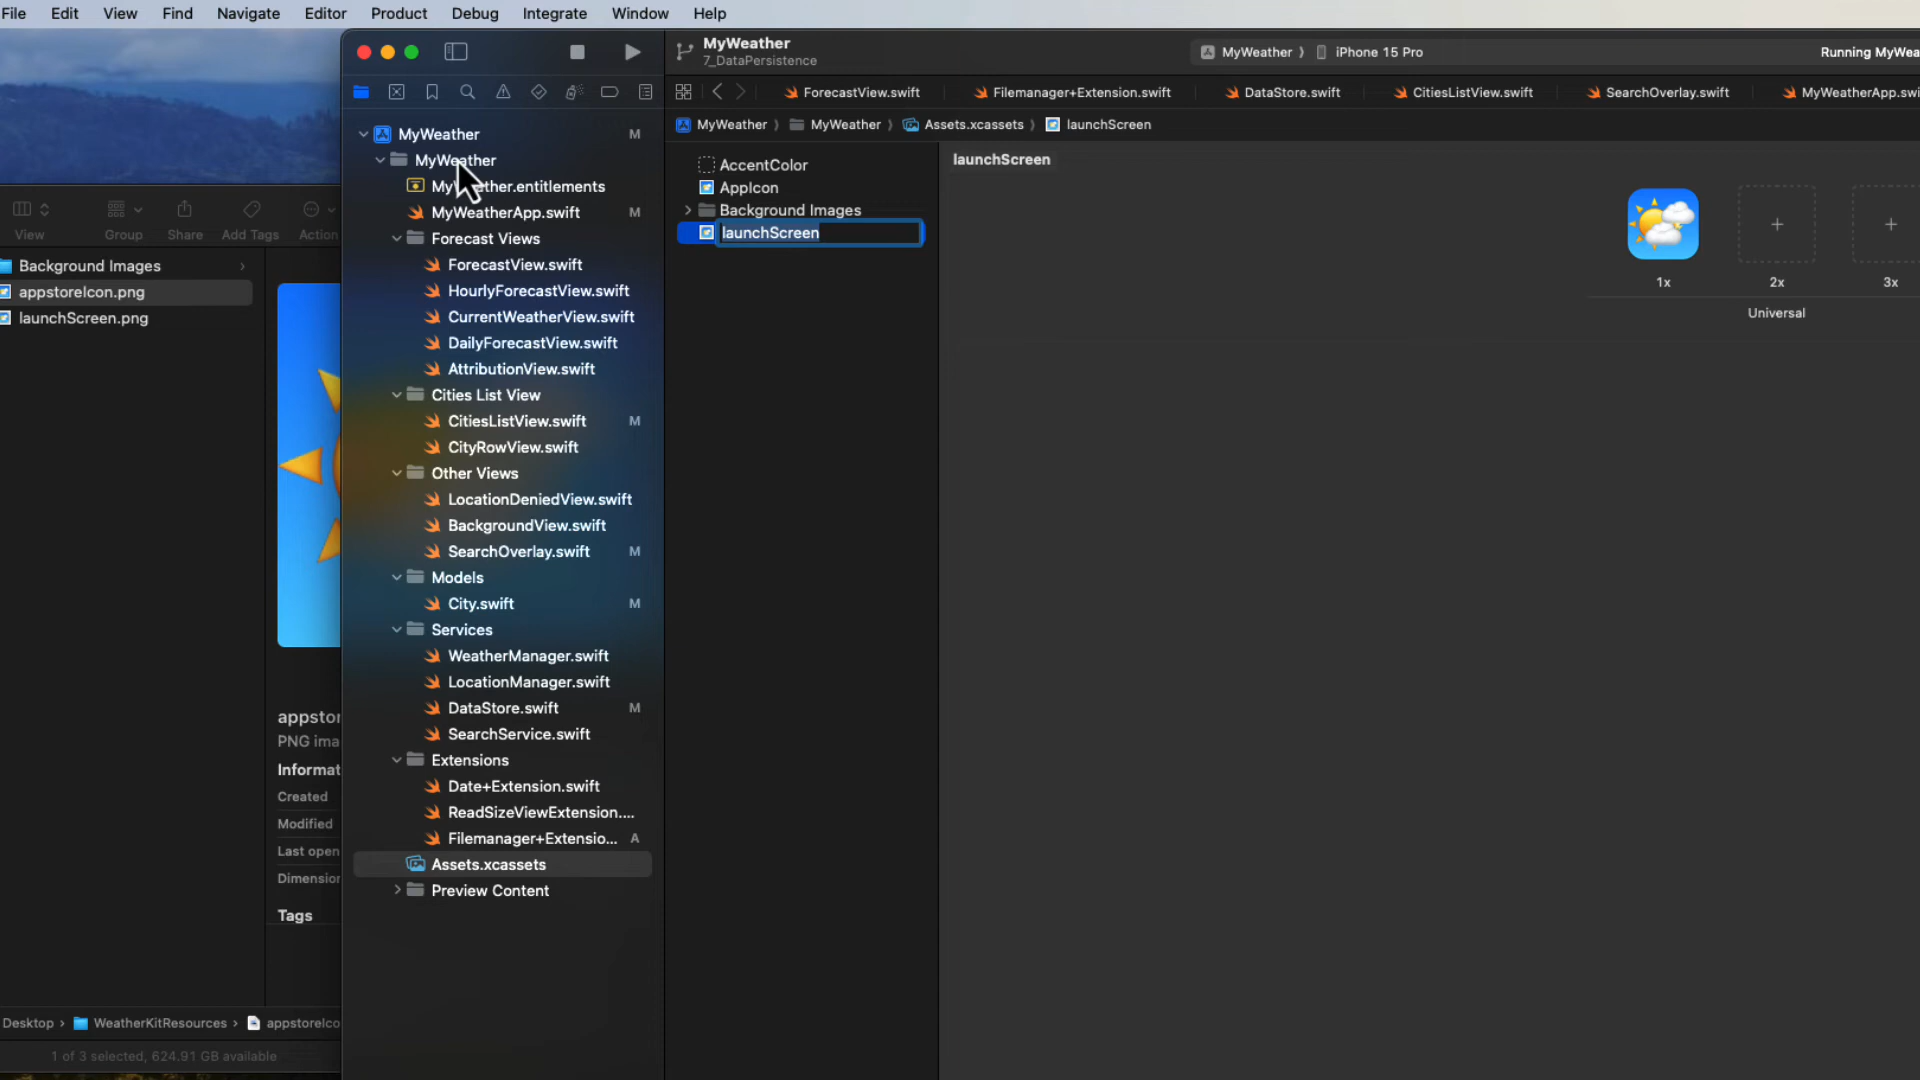 File Edit View Find Navigate Editor Product Debug Integrate Window Help
MyWeather
7_DataPersistence
MyWeather iPhone 15 Pro
Running MyWea
ForecastView.swift Filemanager+Extension.swift DataStore.swift CitiesListView.swift SearchOverlay.swift MyWeatherApp.swi
MyWeather MyWeather Assets.xcassets launchScreen
View Group Share Add Tags Action
Background Images
appstoreIcon.png
launchScreen.png
appstor
PNG ima
Informat
Created
Modified
Last open
Dimension
Tags
Desktop › WeatherKitResources › appstoreIco
1 of 3 selected, 624.91 GB available
MyWeather M
MyWeather
MyWeather.entitlements
MyWeatherApp.swift M
Forecast Views
ForecastView.swift
HourlyForecastView.swift
CurrentWeatherView.swift
DailyForecastView.swift
AttributionView.swift
Cities List View
CitiesListView.swift M
CityRowView.swift
Other Views
LocationDeniedView.swift
BackgroundView.swift
SearchOverlay.swift M
Models
City.swift M
Services
WeatherManager.swift
LocationManager.swift
DataStore.swift M
SearchService.swift
Extensions
Date+Extension.swift
ReadSizeViewExtension....
Filemanager+Extensio... A
Assets.xcassets
Preview Content
AccentColor
AppIcon
Background Images
launchScreen
launchScreen
1x 2x 3x
Universal